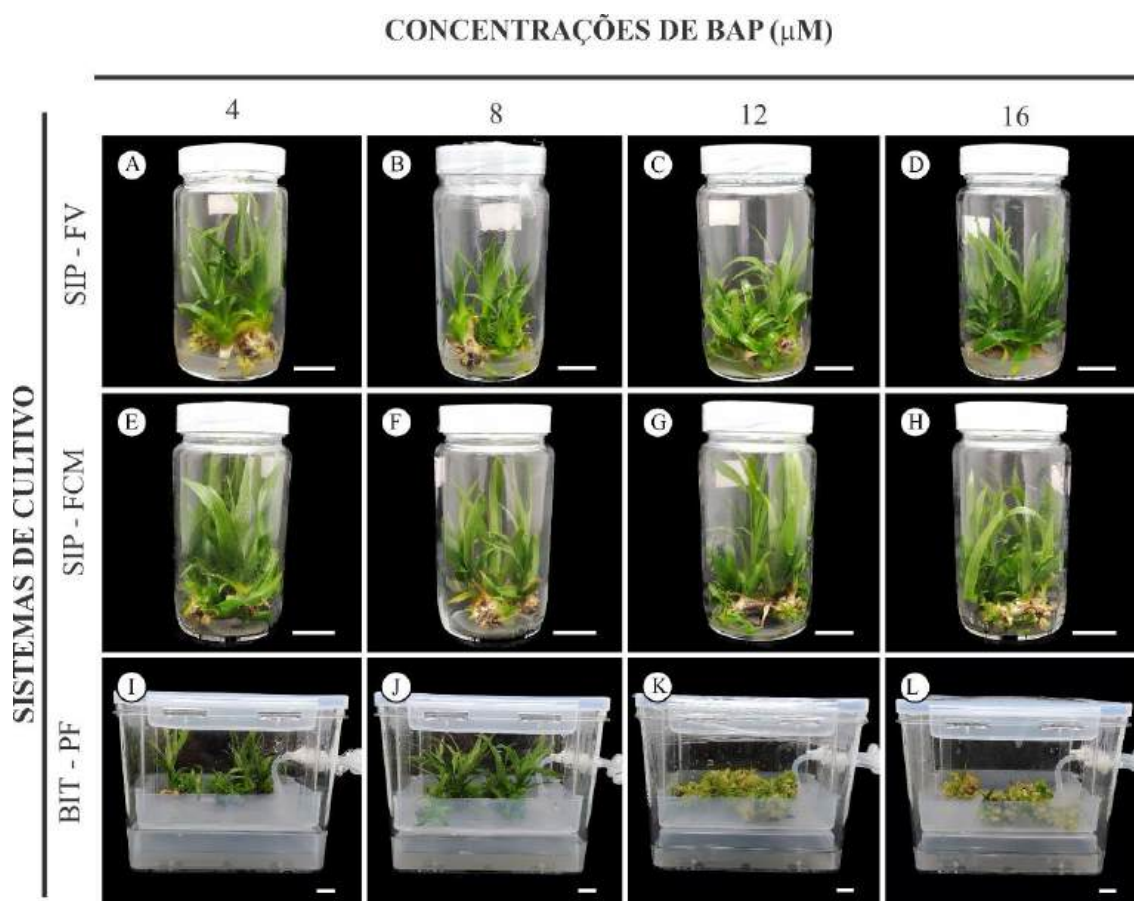 CONCENTRAÇÕES DE BAP (μM)
4 8 12 16
SISTEMAS DE CULTIVO
SIP - FV
A B C D
SIP - FCM
E F G H
BIT - PF
I J K L